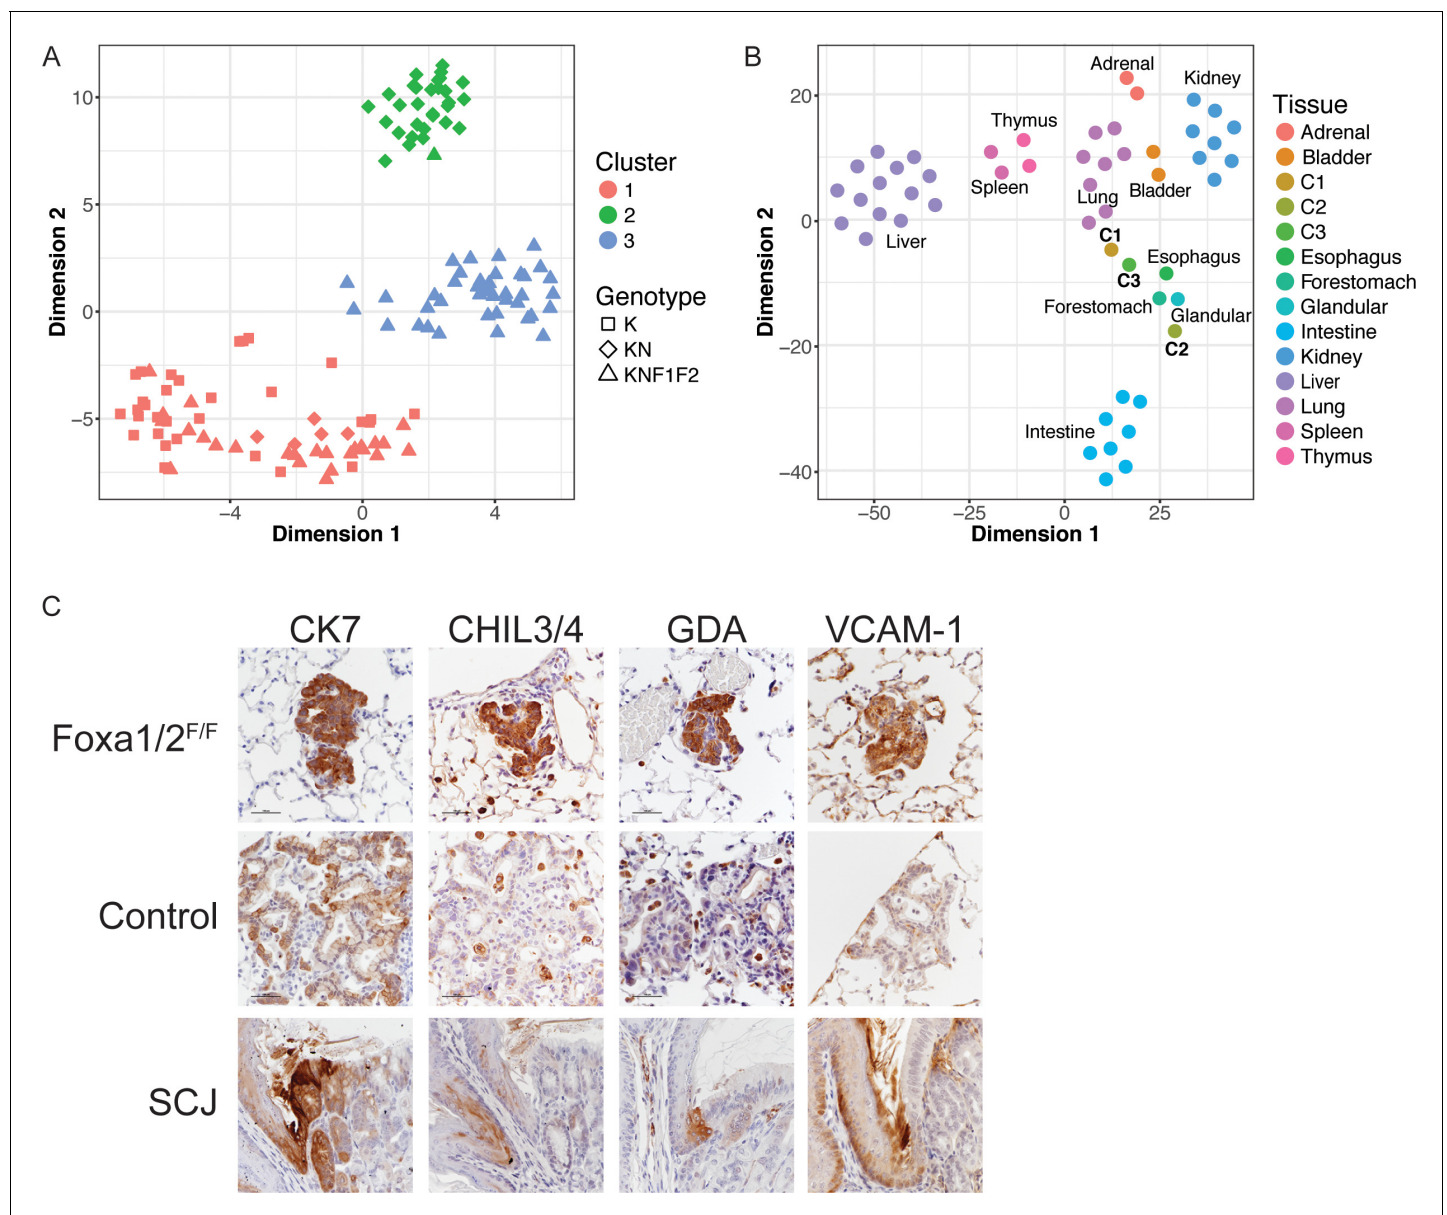 A
10
5
0
−5
−4
0
4
Dimension 1
Dimension 2
Cluster
1
2
3
Genotype
K
KN
KNF1F2
B
20
0
−20
−40
−50
−25
0
25
Dimension 1
Dimension 2
Adrenal
Kidney
Thymus
Spleen
Lung
Bladder
Liver
C1
Esophagus
C3
Forestomach
Glandular
C2
Intestine
Tissue
Adrenal
Bladder
C1
C2
C3
Esophagus
Forestomach
Glandular
Intestine
Kidney
Liver
Lung
Spleen
Thymus
C
CK7 CHIL3/4 GDA VCAM-1
Foxa1/2F/F
Control
SCJ